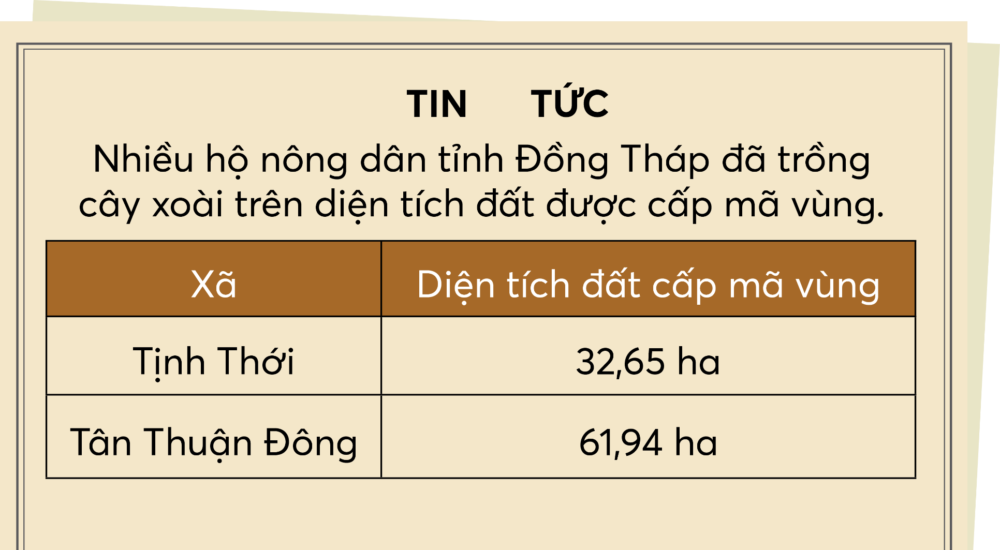 TIN TỨC
Nhiều hộ nông dân tỉnh Đồng Tháp đã trồng
cây xoài trên diện tích đất được cấp mã vùng.
Xã Diện tích đất cấp mã vùng
Tịnh Thới 32,65 ha
Tân Thuận Đông 61,94 ha